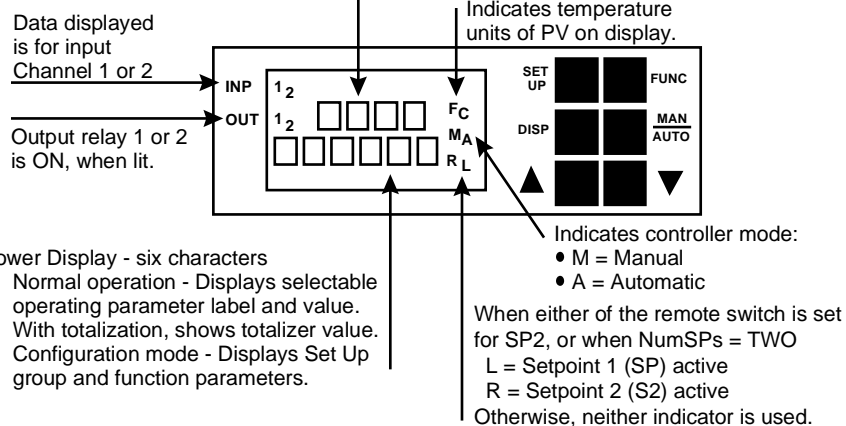 Indicates temperature
units of PV on display.
Data displayed
is for input
Channel 1 or 2
Output relay 1 or 2
is ON, when lit.
INP 1 2
OUT 1 2
F C
M A
R L
SET UP
FUNC
DISP
MAN
AUTO
Indicates controller mode:
• M = Manual
• A = Automatic
ower Display - six characters
Normal operation - Displays selectable
operating parameter label and value.
With totalization, shows totalizer value.
Configuration mode - Displays Set Up
group and function parameters.
When either of the remote switch is set
for SP2, or when NumSPs = TWO
L = Setpoint 1 (SP) active
R = Setpoint 2 (S2) active
Otherwise, neither indicator is used.